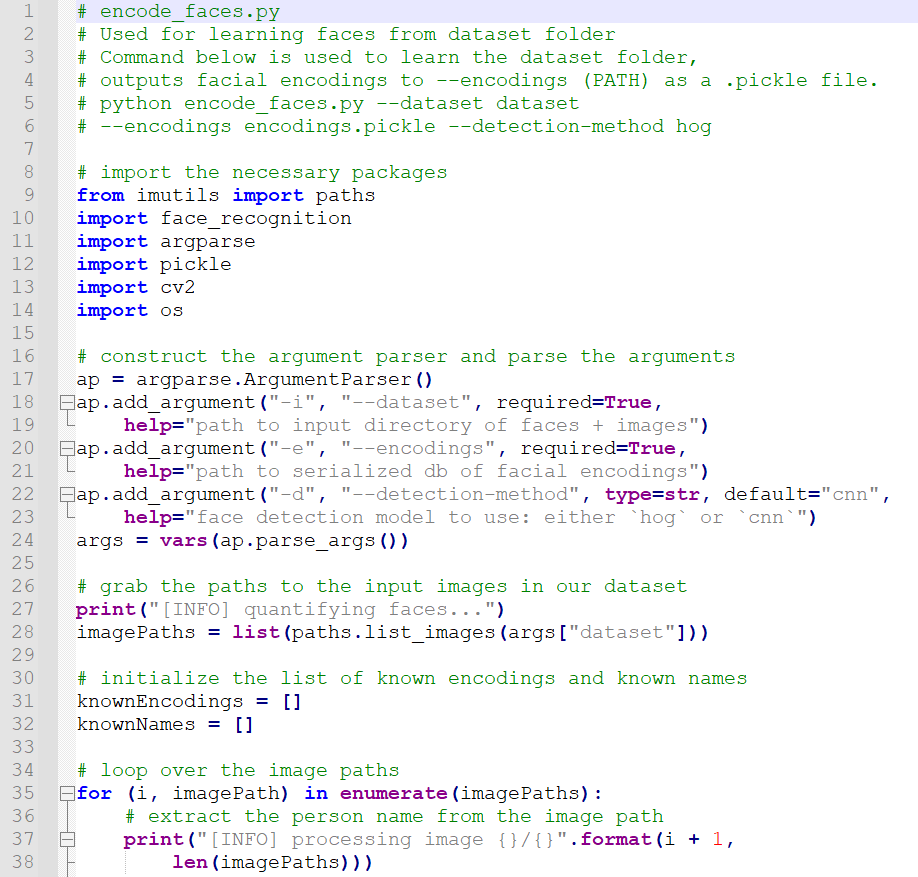 1 # encode_faces.py
2 # Used for learning faces from dataset folder
3 # Command below is used to learn the dataset folder,
4 # outputs facial encodings to --encodings (PATH) as a .pickle file.
5 # python encode_faces.py --dataset dataset
6 # --encodings encodings.pickle --detection-method hog
7
8 # import the necessary packages
9 from imutils import paths
10 import face_recognition
11 import argparse
12 import pickle
13 import cv2
14 import os
15
16 # construct the argument parser and parse the arguments
17 ap = argparse.ArgumentParser()
18 ap.add_argument("-i", "--dataset", required=True,
19     help="path to input directory of faces + images")
20 ap.add_argument("-e", "--encodings", required=True,
21     help="path to serialized db of facial encodings")
22 ap.add_argument("-d", "--detection-method", type=str, default="cnn",
23     help="face detection model to use: either `hog` or `cnn`")
24 args = vars(ap.parse_args())
25
26 # grab the paths to the input images in our dataset
27 print("[INFO] quantifying faces...")
28 imagePaths = list(paths.list_images(args["dataset"]))
29
30 # initialize the list of known encodings and known names
31 knownEncodings = []
32 knownNames = []
33
34 # loop over the image paths
35 for (i, imagePath) in enumerate(imagePaths):
36     # extract the person name from the image path
37     print("[INFO] processing image {}/{}".format(i + 1,
38         len(imagePaths)))